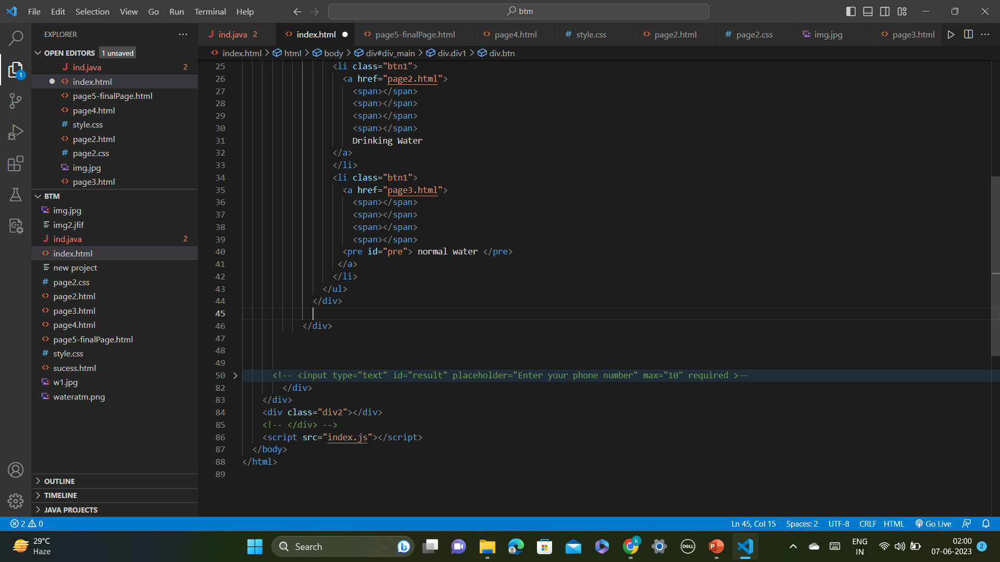 File Edit Selection View Go Run Terminal Help
btm
EXPLORER
OPEN EDITORS 1 unsaved
ind.java 2
index.html
page5-finalPage.html
page4.html
style.css
page2.html
page2.css
img.jpg
page3.html
BTM
img.jpg
img2.jfif
ind.java 2
index.html
new project
page2.css
page2.html
page3.html
page4.html
page5-finalPage.html
style.css
sucess.html
w1.jpg
wateratm.png
OUTLINE
TIMELINE
JAVA PROJECTS
1
ind.java 2 index.html page5-finalPage.html page4.html style.css page2.html page2.css img.jpg page3.html
index.html > html > body > div#div_main > div.div1 > div.btn
25 <li class="btn1">
26 <a href="page2.html">
27 <span></span>
28 <span></span>
29 <span></span>
30 <span></span>
31 Drinking Water
32 </a>
33 </li>
34 <li class="btn1">
35 <a href="page3.html">
36 <span></span>
37 <span></span>
38 <span></span>
39 <span></span>
40 <pre id="pre"> normal water </pre>
41 </a>
42 </li>
43 </ul>
44 </div>
45
46 </div>
47
48
49
50 <!-- <input type="text" id="result" placeholder="Enter your phone number" max="10" required >···
82 </div>
83 </div>
84 <div class="div2"></div>
85 <!-- </div> -->
86 <script src="index.js"></script>
87 </body>
88 </html>
89
2 0 Ln 45, Col 15 Spaces: 2 UTF-8 CRLF HTML Go Live
29°C
Haze
Search
k
DELL
P
ENG
IN
02:00
07-06-2023
2